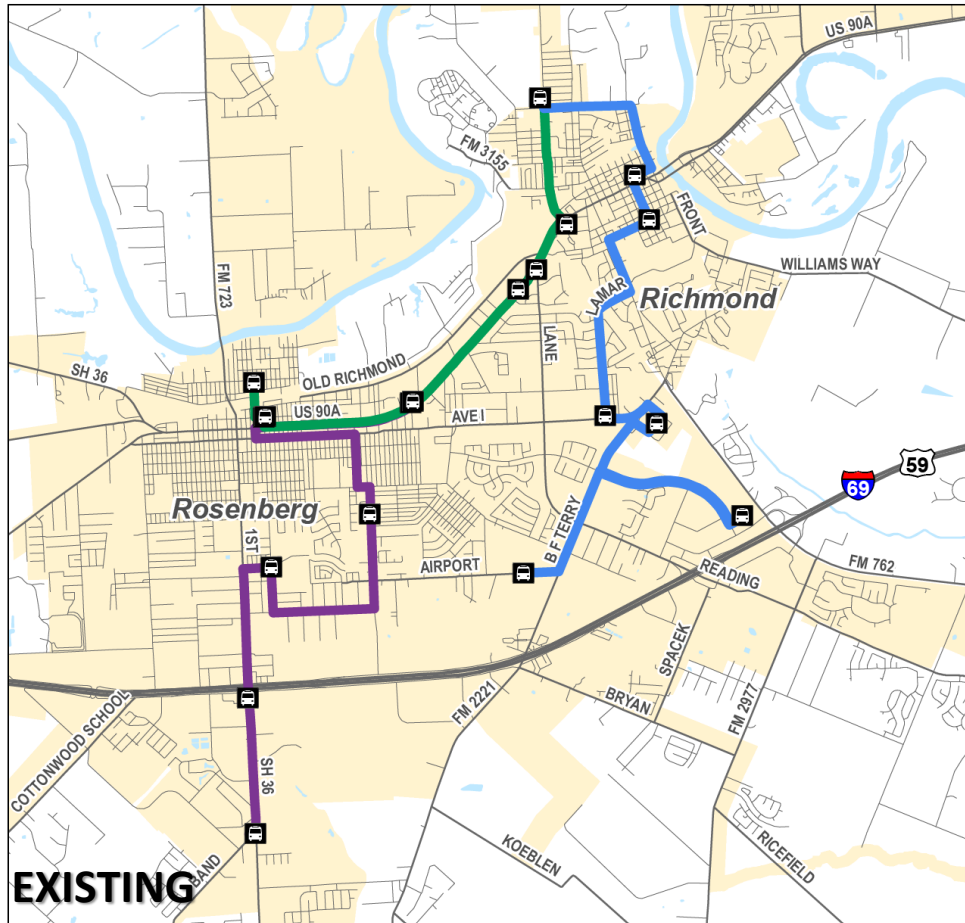 US 90A
FM 3155
FRONT
WILLIAMS WAY
FM 723
LAMAR
Richmond
LANE
SH 36
OLD RICHMOND
US 90A
AVE I
59
69
Rosenberg
1ST
B F TERRY
AIRPORT
READING
FM 762
SPACEK
BRYAN
FM 2221
FM 2977
COTTONWOOD SCHOOL
SH 36
RICEFIELD
KOEBLEN
BAND
EXISTING